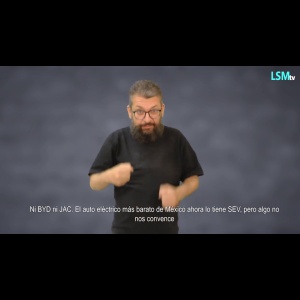 LSMtv
Ni BYD ni JAC. El auto eléctrico más barato de México ahora lo tiene SEV, pero algo no
nos convence